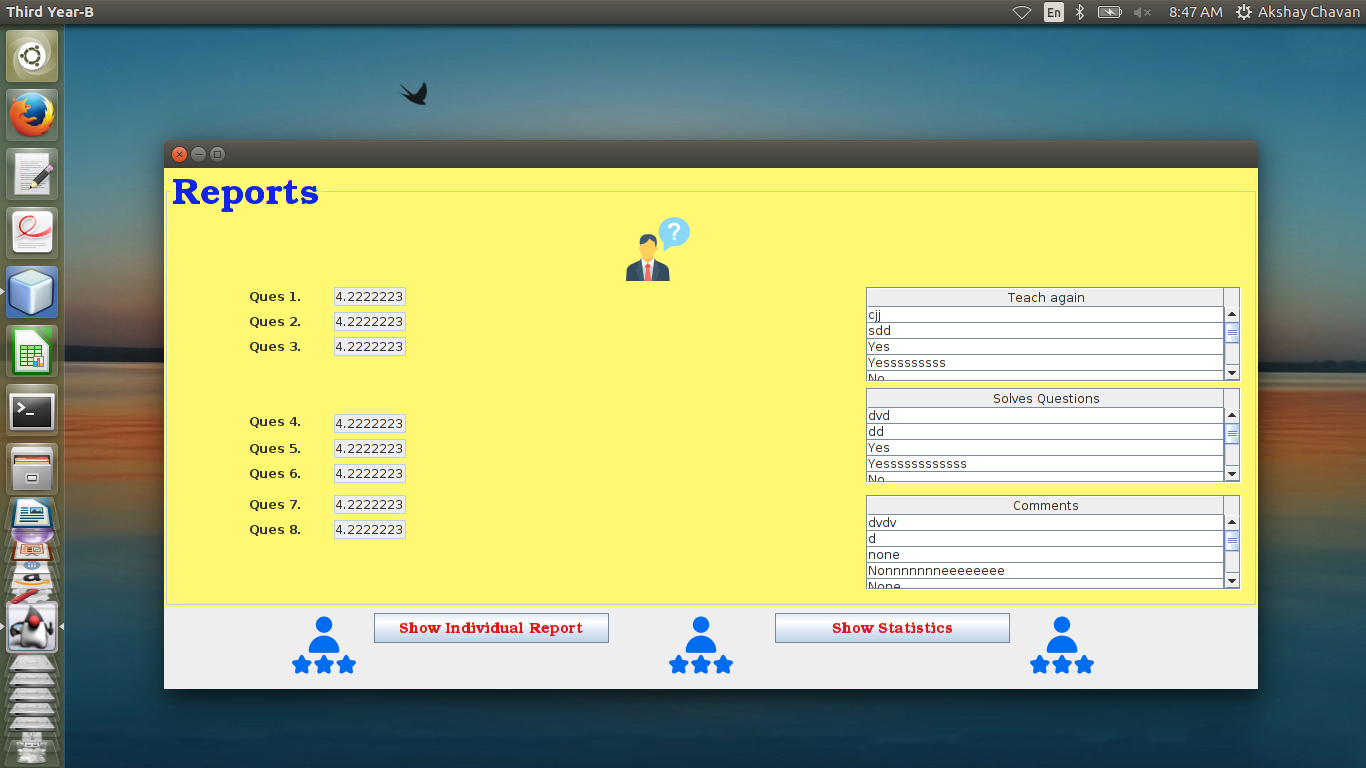 Third Year-B
En
8:47 AM
Akshay Chavan
Reports
?
Ques 1. 4.2222223
Ques 2. 4.2222223
Ques 3. 4.2222223
Ques 4. 4.2222223
Ques 5. 4.2222223
Ques 6. 4.2222223
Ques 7. 4.2222223
Ques 8. 4.2222223
Teach again
cjj
sdd
Yes
Yesssssssss
No
Solves Questions
dvd
dd
Yes
Yesssssssssssss
No
Comments
dvdv
d
none
Nonnnnnnneeeeeeee
None
Show Individual Report
Show Statistics